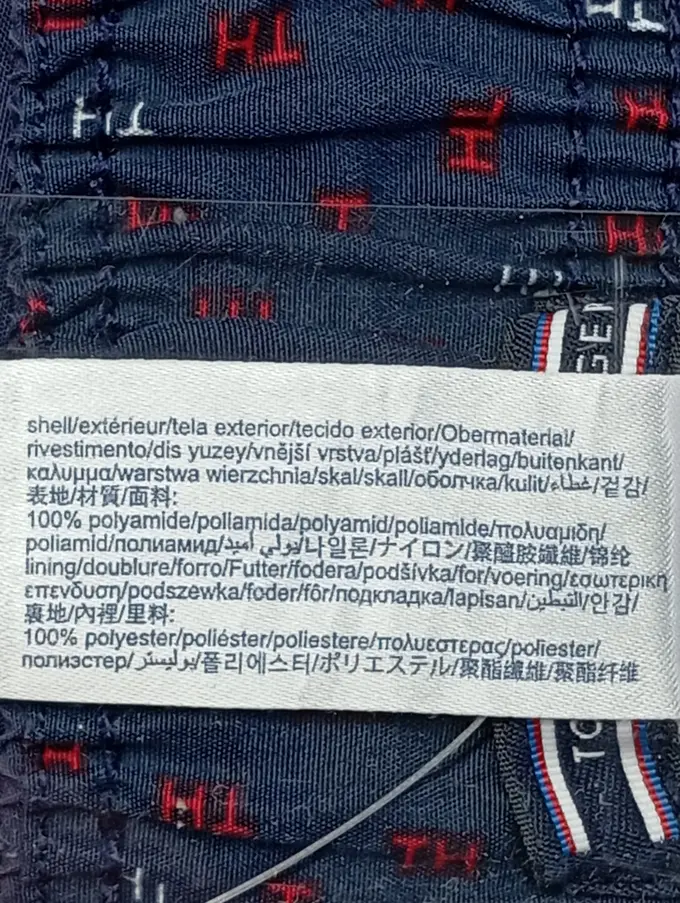 TH
TH
TH
shell/extérieur/tela exterior/tecido exterior/Obermaterial/
rivestimento/dis yuzey/vnější vrstva/plášť/yderlag/buitenkant/
καλυμμα/warstwa wierzchnia/skal/skall/оболчка/kulit/غطاء/겉감/
表地/材質/面料:
100% polyamide/poliamida/polyamid/poliamide/πολυαμιδη/
poliamid/полиамид/بولي أميد/나일론/ナイロン/聚醯胺纖維/锦纶
lining/doublure/forro/Futter/fodera/podšívka/for/voering/εσωτερικη
επενδυση/podszewka/foder/fôr/подкладка/lapisan/التبطين/안감/
裏地/內裡/里料:
100% polyester/poliéster/poliestere/πολυεστερας/poliester/
полиэстер/بوليستر/폴리에스터/ポリエステル/聚酯纖維/聚酯纤维
TH
TH